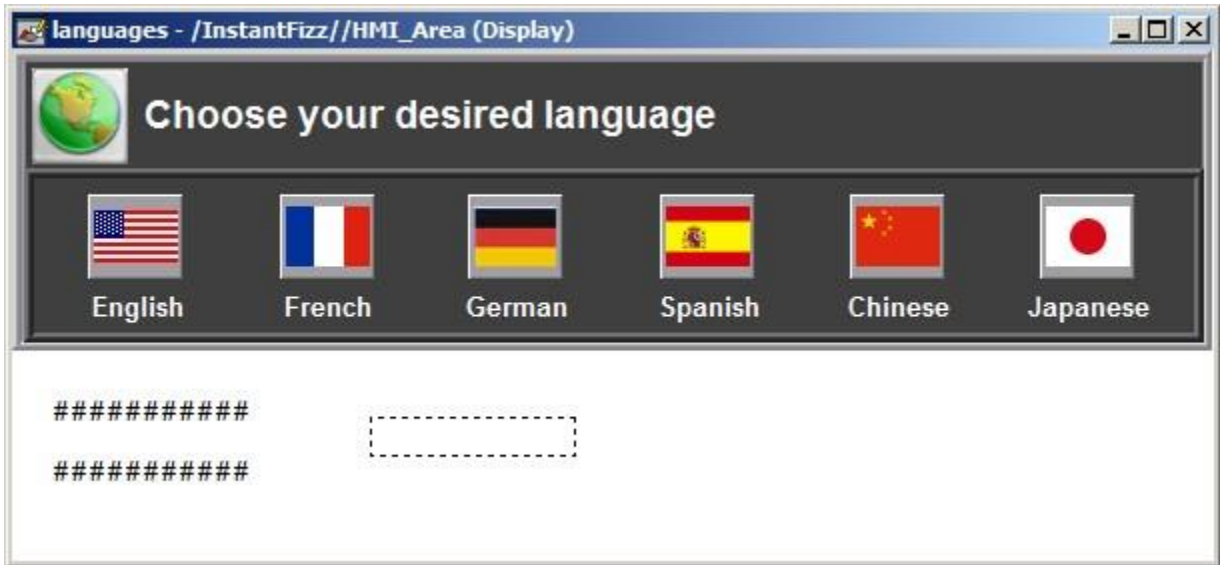 languages - /InstantFizz//HMI_Area (Display)
Choose your desired language
English French German Spanish Chinese Japanese
###########
###########